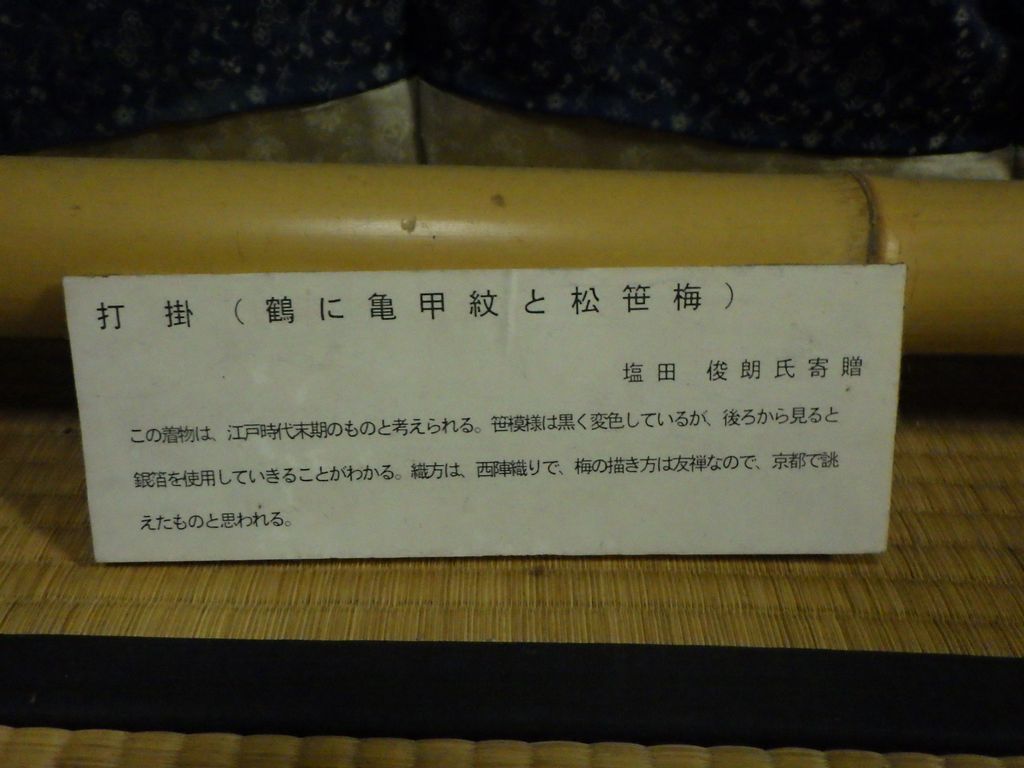 打掛（鶴に亀甲紋と松笹梅）
塩田 俊朗氏寄贈
この着物は、江戸時代末期のものと考えられる。笹模様は黒く変色しているが、後ろから見ると
銀箔を使用していきることがわかる。織方は、西陣織りで、梅の描き方は友禅なので、京都で誂
えたものと思われる。